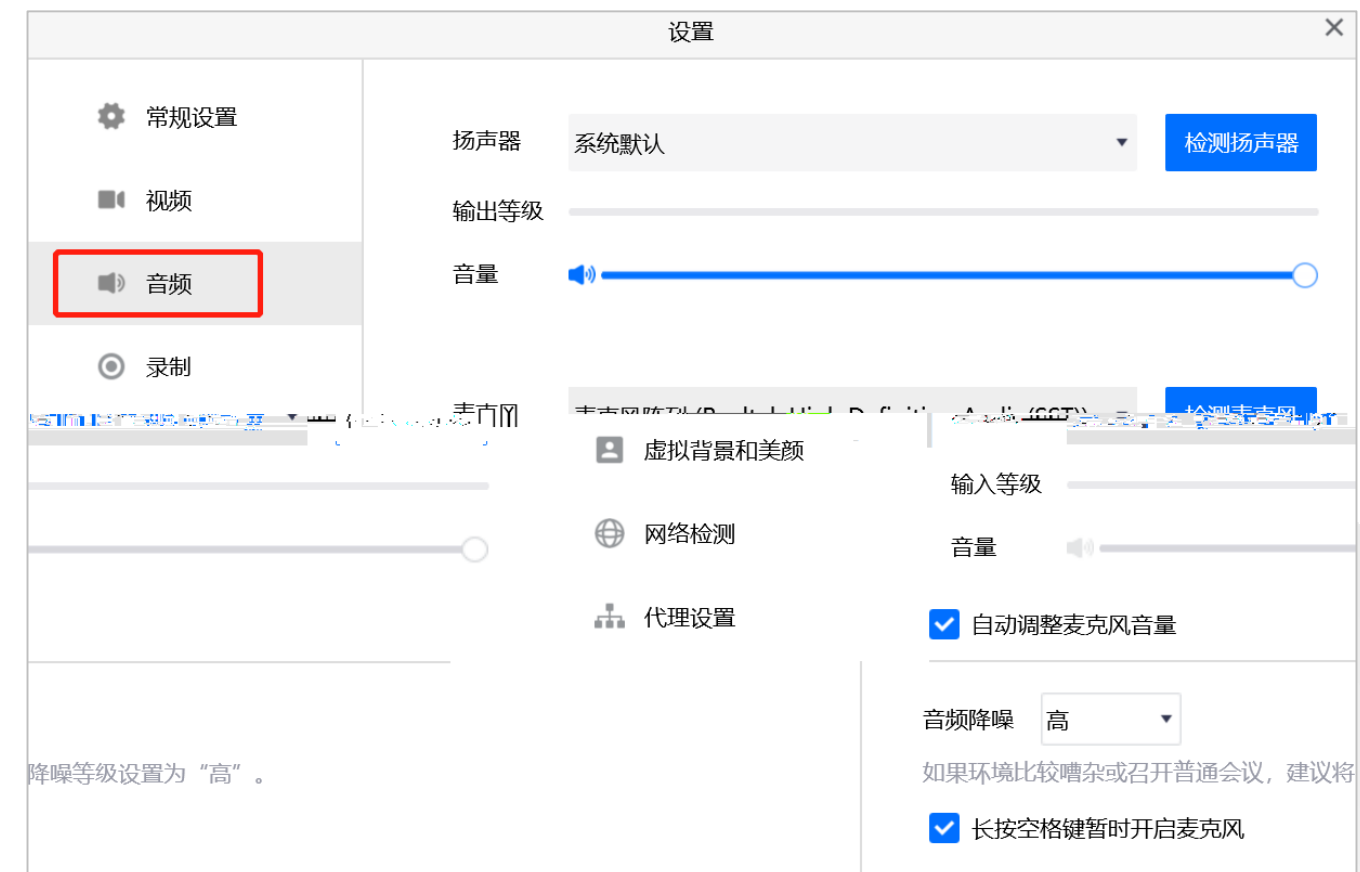 设置
常规设置
视频
音频
录制
扬声器
系统默认
检测扬声器
输出等级
音量
虚拟背景和美颜
网络检测
代理设置
输入等级
音量
自动调整麦克风音量
音频降噪
高
如果环境比较嘈杂或召开普通会议，建议将
降噪等级设置为“高”。
长按空格键暂时开启麦克风